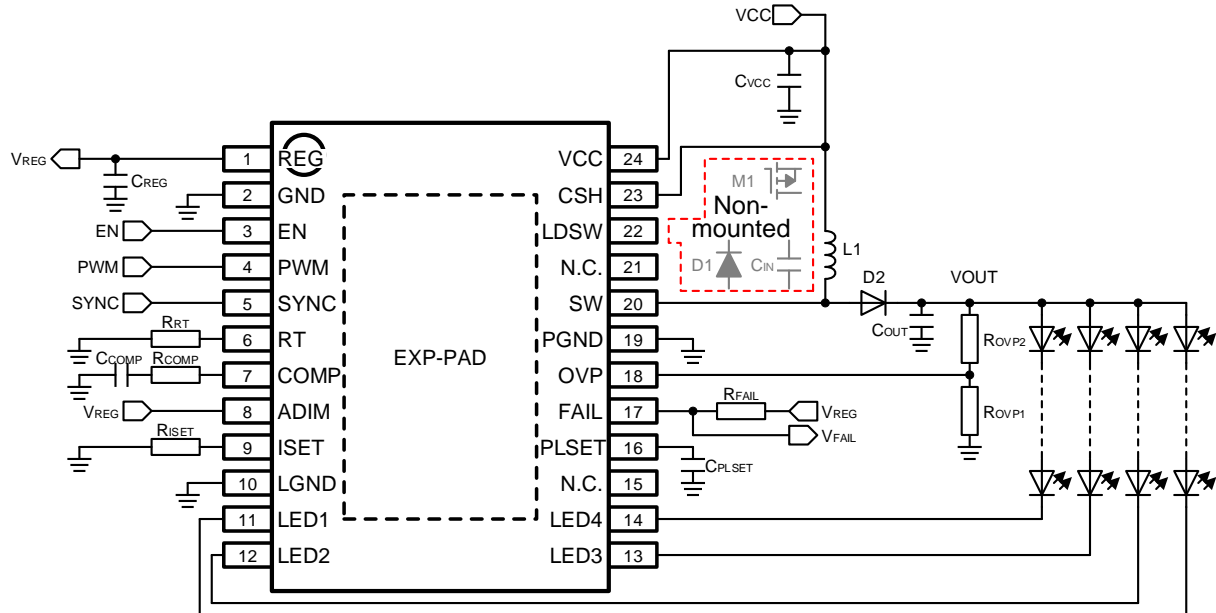 VCC
CVCC
VREG
CREG
1 REG
2 GND
EN
3 EN
PWM
4 PWM
SYNC
5 SYNC
RRT
6 RT
CCOMP
RCOMP
7 COMP
VREG
8 ADIM
RISET
9 ISET
10 LGND
11 LED1
12 LED2
EXP-PAD
VCC 24
CSH 23
LDSW 22
N.C. 21
SW 20
PGND 19
OVP 18
FAIL 17
PLSET 16
N.C. 15
LED4 14
LED3 13
M1
Non-
mounted
D1
CIN
L1
D2
VOUT
COUT
ROVP2
ROVP1
RFAIL
VREG
VFAIL
CPLSET